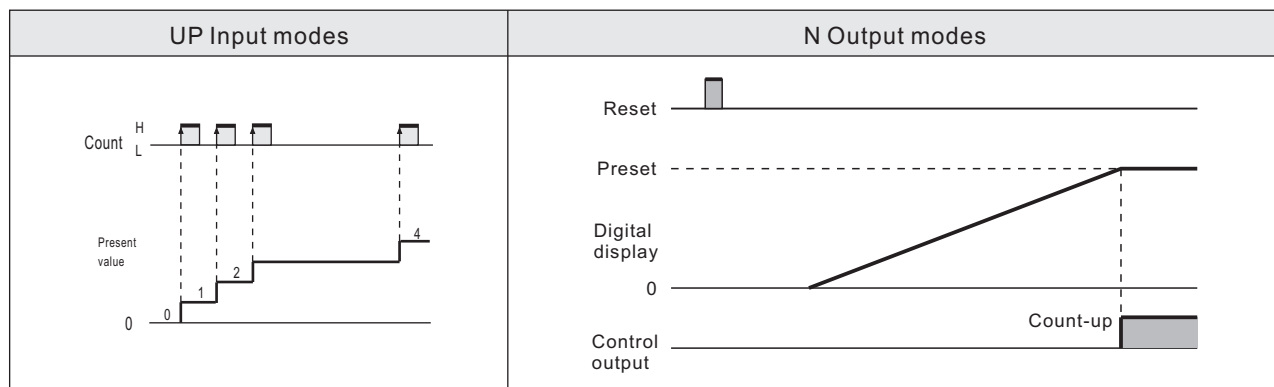 UP Input modes
N Output modes
Count
H
L
Present
value
0
0
1
2
4
Reset
Preset
Digital
display
0
Count-up
Control
output